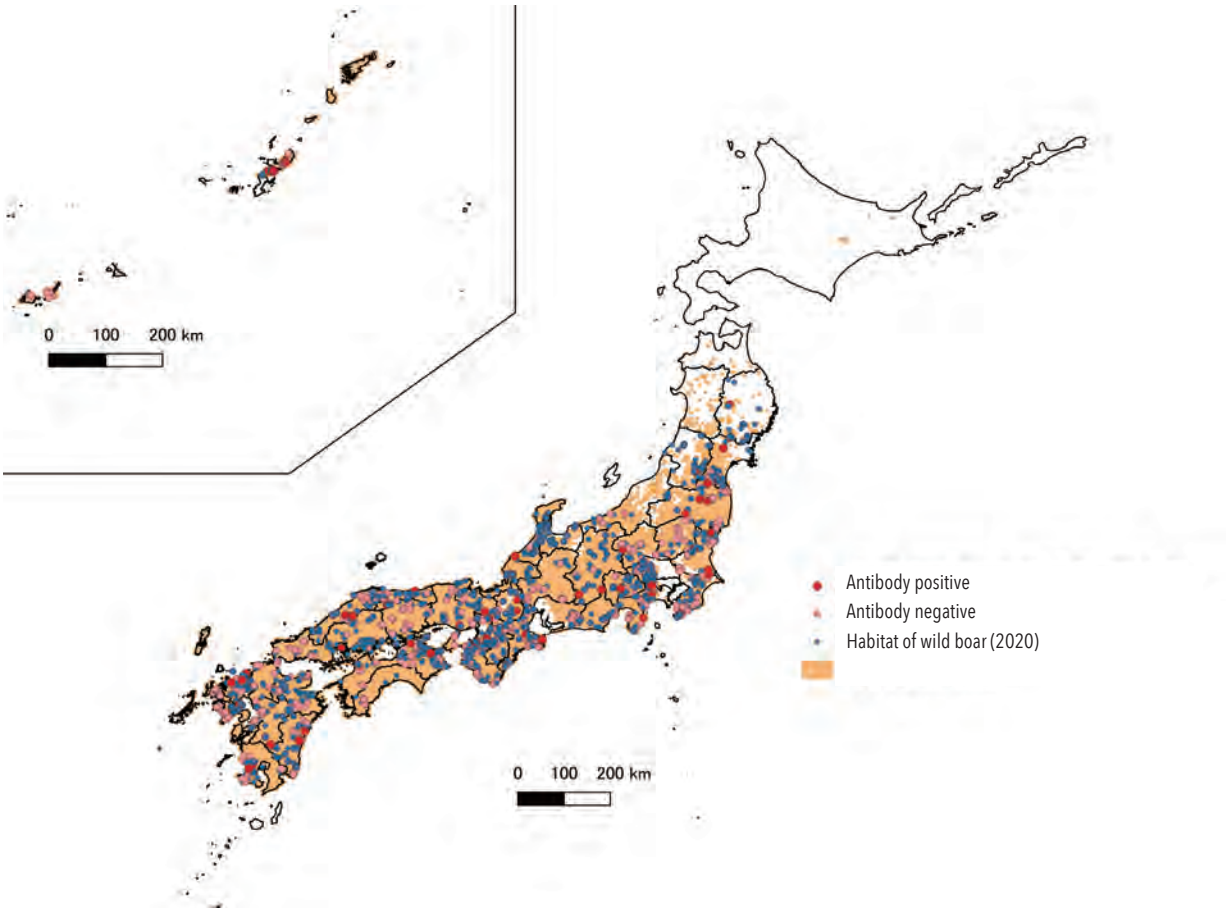 0 100 200 km
Antibody positive
Antibody negative
Habitat of wild boar (2020)
0 100 200 km